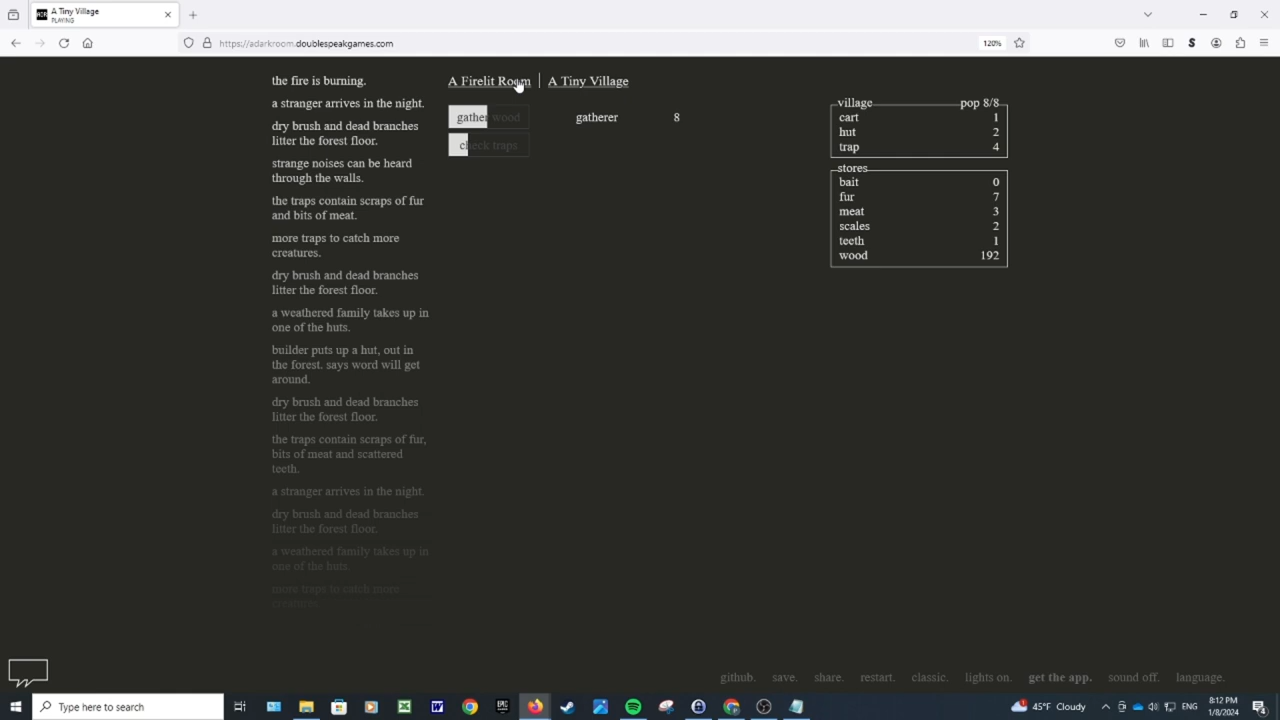 A Tiny Village
PLAYING
https://adarkroom.doublespeakgames.com
120%
the fire is burning.
a stranger arrives in the night.
dry brush and dead branches
litter the forest floor.
strange noises can be heard
through the walls.
the traps contain scraps of fur
and bits of meat.
more traps to catch more
creatures.
dry brush and dead branches
litter the forest floor.
a weathered family takes up in
one of the huts.
builder puts up a hut, out in
the forest. says word will get
around.
dry brush and dead branches
litter the forest floor.
the traps contain scraps of fur,
bits of meat and scattered
teeth.
a stranger arrives in the night.
dry brush and dead branches
litter the forest floor.
a weathered family takes up in
one of the huts.
more traps to catch more
creatures.
A Firelit Room | A Tiny Village
gather wood
check traps
gatherer 8
village pop 8/8
cart 1
hut 2
trap 4
stores
bait 0
fur 7
meat 3
scales 2
teeth 1
wood 192
github. save. share. restart. classic. lights on. get the app. sound off. language.
Type here to search
45°F Cloudy
8:12 PM
1/8/2024